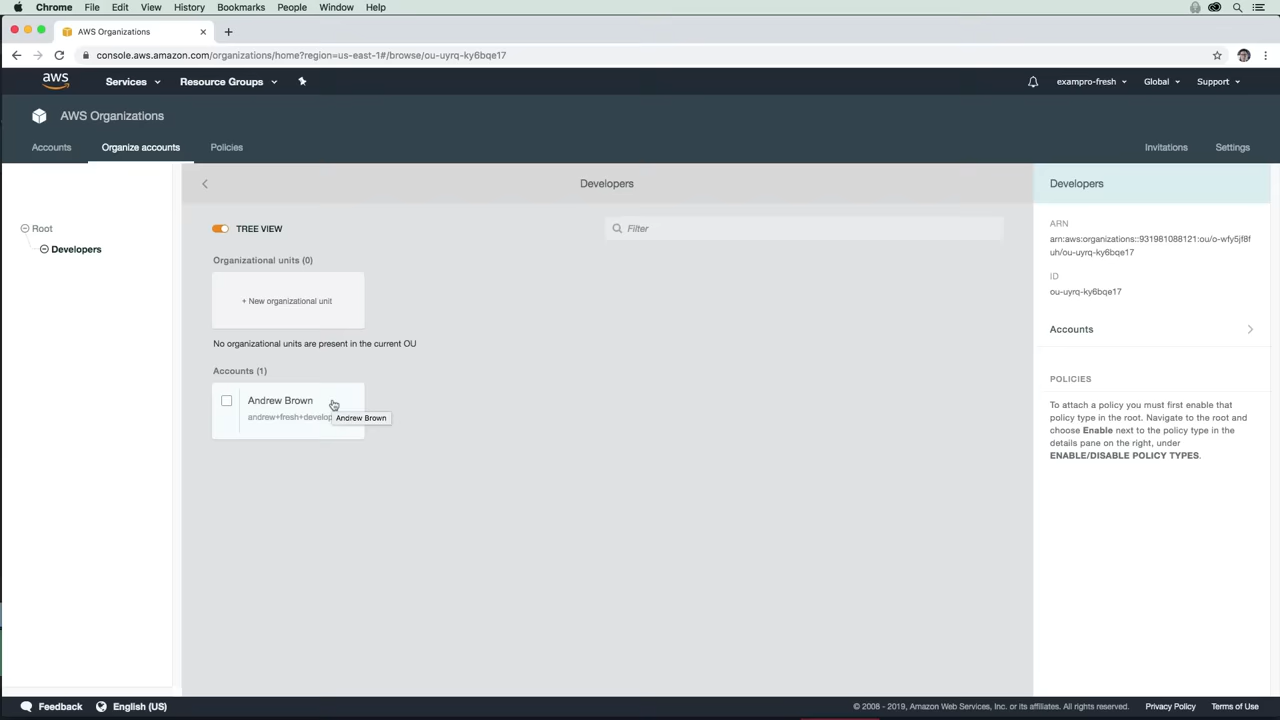 Chrome File Edit View History Bookmarks People Window Help
AWS Organizations
console.aws.amazon.com/organizations/home?region=us-east-1#/browse/ou-uyrq-ky6bqe17
aws Services Resource Groups exampro-fresh Global Support
AWS Organizations
Accounts Organize accounts Policies Invitations Settings
Developers
Developers
Root
Developers
TREE VIEW
Filter
Organizational units (0)
+ New organizational unit
No organizational units are present in the current OU
Accounts (1)
Andrew Brown
andrew+fresh+develop
Andrew Brown
ARN
arn:aws:organizations::931981088121:ou/o-wfy5jf8f
uh/ou-uyrq-ky6bqe17
ID
ou-uyrq-ky6bqe17
Accounts
POLICIES
To attach a policy you must first enable that
policy type in the root. Navigate to the root and
choose Enable next to the policy type in the
details pane on the right, under
ENABLE/DISABLE POLICY TYPES.
Feedback English (US) © 2008 - 2019, Amazon Web Services, Inc. or its affiliates. All rights reserved. Privacy Policy Terms of Use